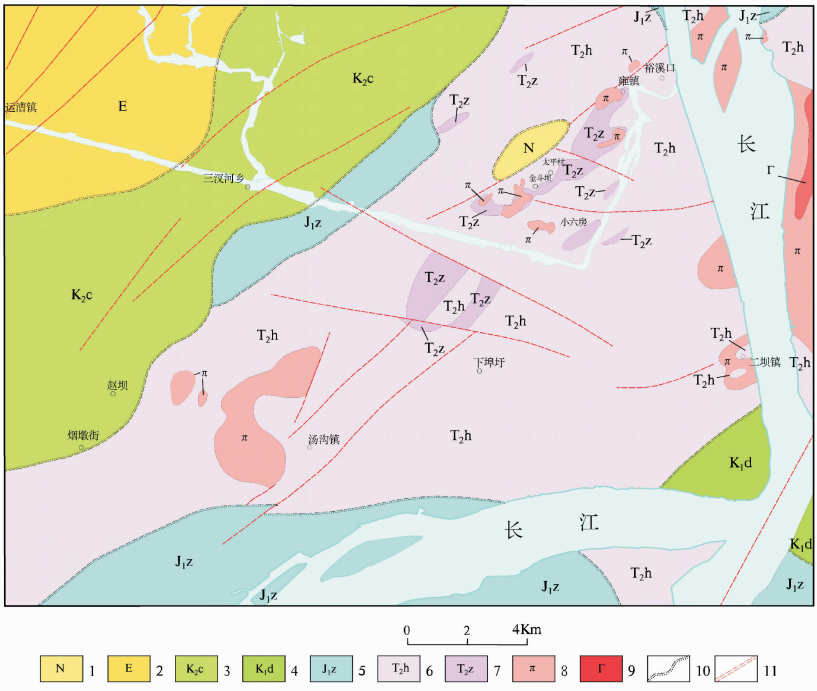 J₁z
T₂h
J₁z
π
π
T₂h
K₂c
T₂h
π
裕溪口
T₂z
雍镇
E
T₂z
π
π
运漕镇
T₂z
π
长
N
T₂h
太平村
T₂z
Γ
三汊河乡
金斗坝
π
π
T₂z
江
J₁z
T₂z
小六房
π
T₂z
π
π
T₂z
K₂c
T₂z
T₂h
T₂h
T₂h
T₂h
T₂z
下埠圩
π
二坝镇
T₂h
π
T₂h
赵坝
烟墩街
π
汤沟镇
T₂h
K₁d
长
江
K₁d
J₁z
T₂h
J₁z
J₁z
J₁z
0 2 4Km
N 1 E 2 K₂c 3 K₁d 4 J₁z 5 T₂h 6 T₂z 7 π 8 Γ 9 10 11